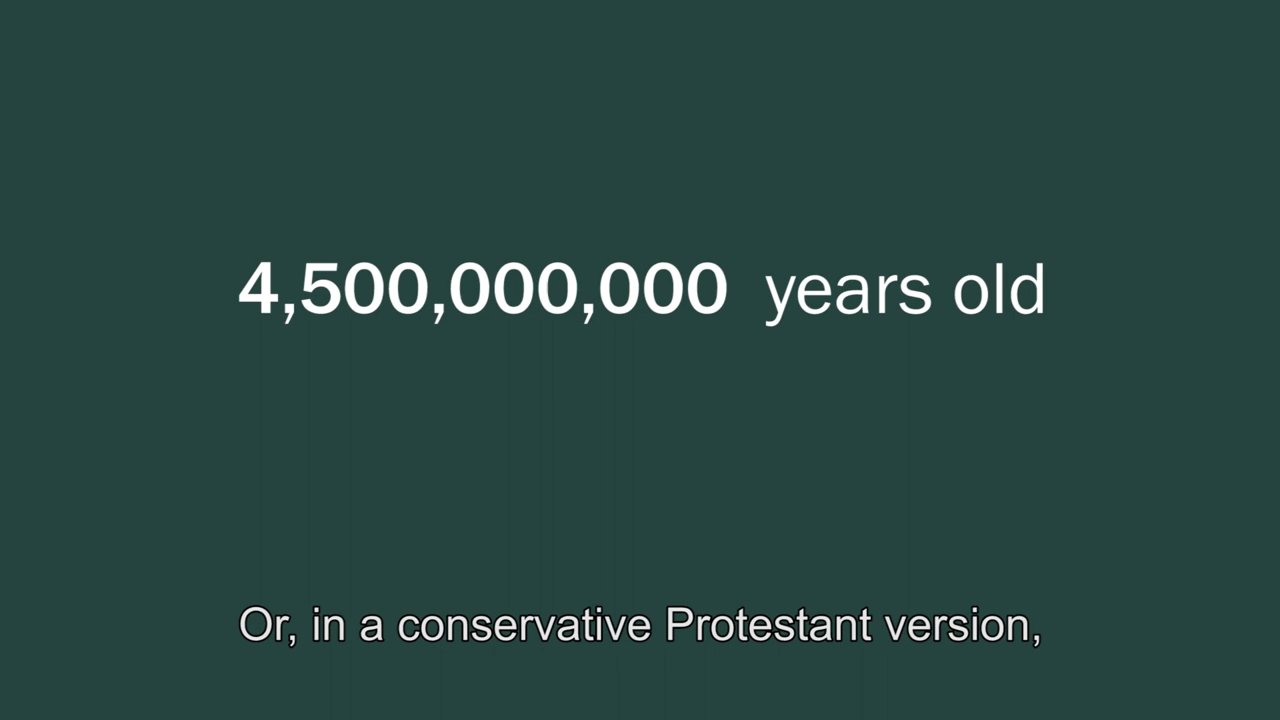 4,500,000,000 years old
Or, in a conservative Protestant version,